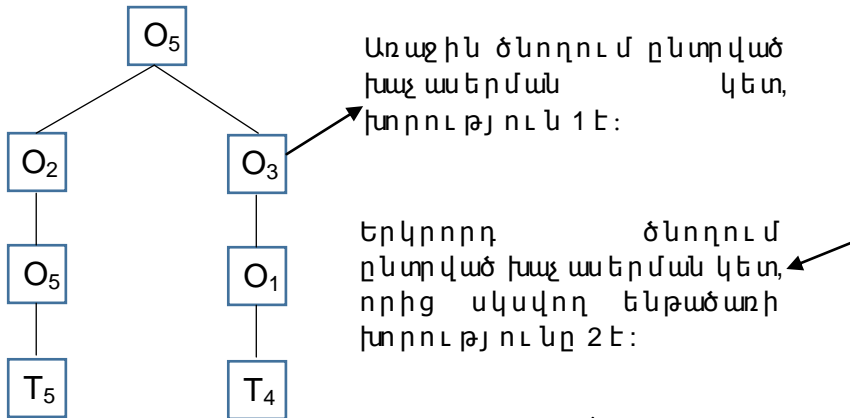 O₅
Առաջին ծնողում ընտրված
խաչասերման կետ,
խորություն 1 է:
O₂ O₃
Երկրորդ ծնողում
ընտրված խաչասերման կետ,
որից սկսվող ենթածառի
խորությունը 2 է:
O₅ O₁
T₅ T₄